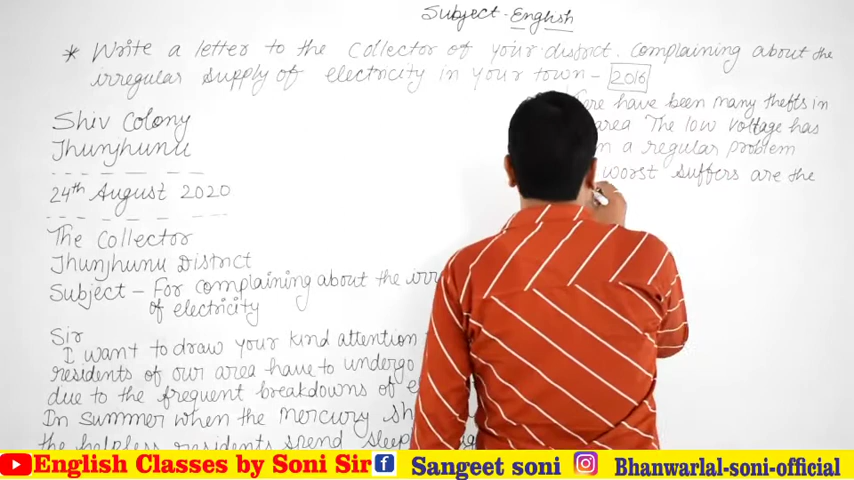 Subject - English
* Write a letter to the Collector of your district. Complaining about the
irregular supply of electricity in your town - 2016
Shiv Colony
Jhunjhunu
24th August 2020
The Collector
Jhunjhunu District
Subject - For complaining about the
of electricity
Sir
I want to draw your kind attention
residents of our area have to undergo
due to the frequent breakdowns of
In summer when the mercury
the helpless residents spend
have been many thefts in
area The low voltage has
a regular problem
worst suffers are the
English Classes by Soni Sir Sangeet soni Bhanwarlal-soni-official